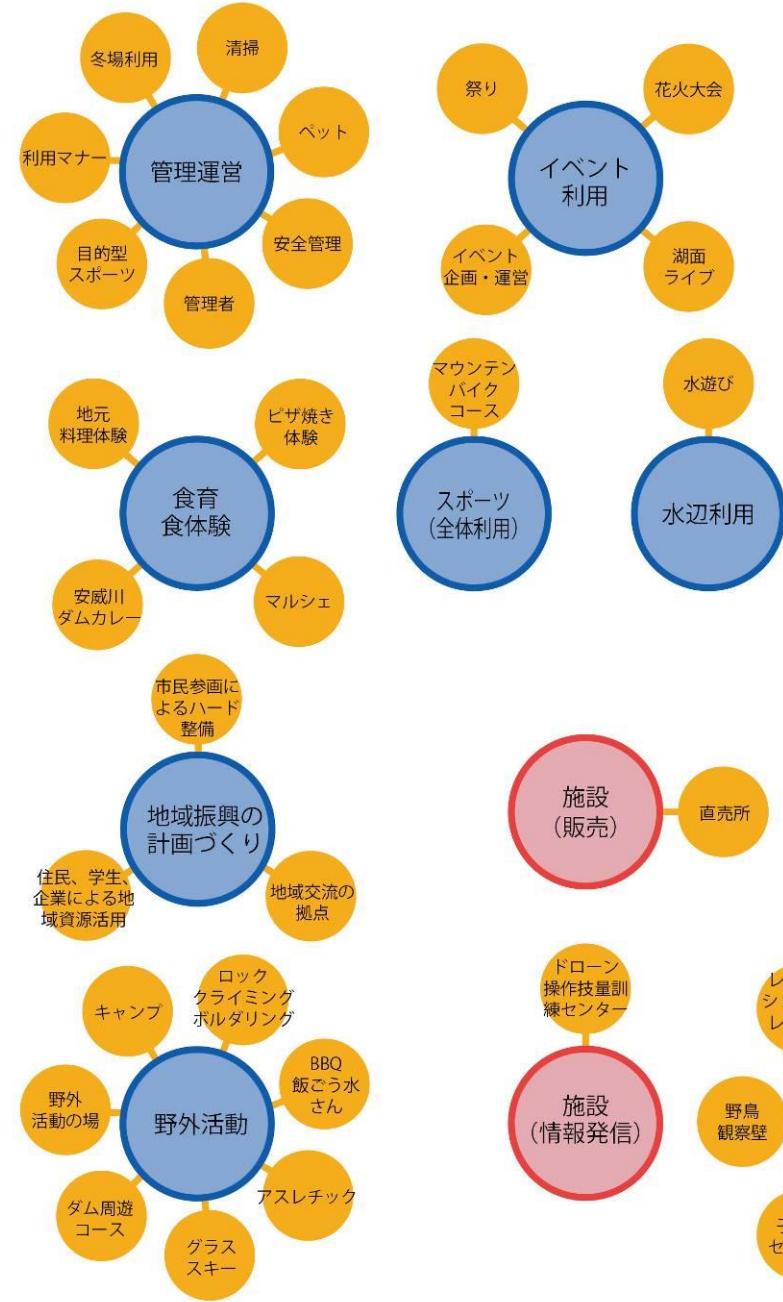 冬場利用
清掃
利用マナー
管理運営
ペット
目的型
スポーツ
管理者
安全管理
祭り
花火大会
イベント
利用
イベント
企画・運営
湖面
ライブ
地元
料理体験
ピザ焼き
体験
食育
食体験
安威川
ダムカレー
マルシェ
マウンテン
バイク
コース
スポーツ
（全体利用）
水遊び
水辺利用
市民参画に
よるハード
整備
地域振興の
計画づくり
住民、学生、
企業による地
域資源活用
地域交流の
拠点
施設
（販売）
直売所
キャンプ
ロック
クライミング
ボルダリング
野外
活動の場
野外活動
BBQ
飯ごう水
さん
ダム周遊
コース
グラス
スキー
アスレチック
ドローン
操作技量訓
練センター
施設
（情報発信）
野鳥
観察壁